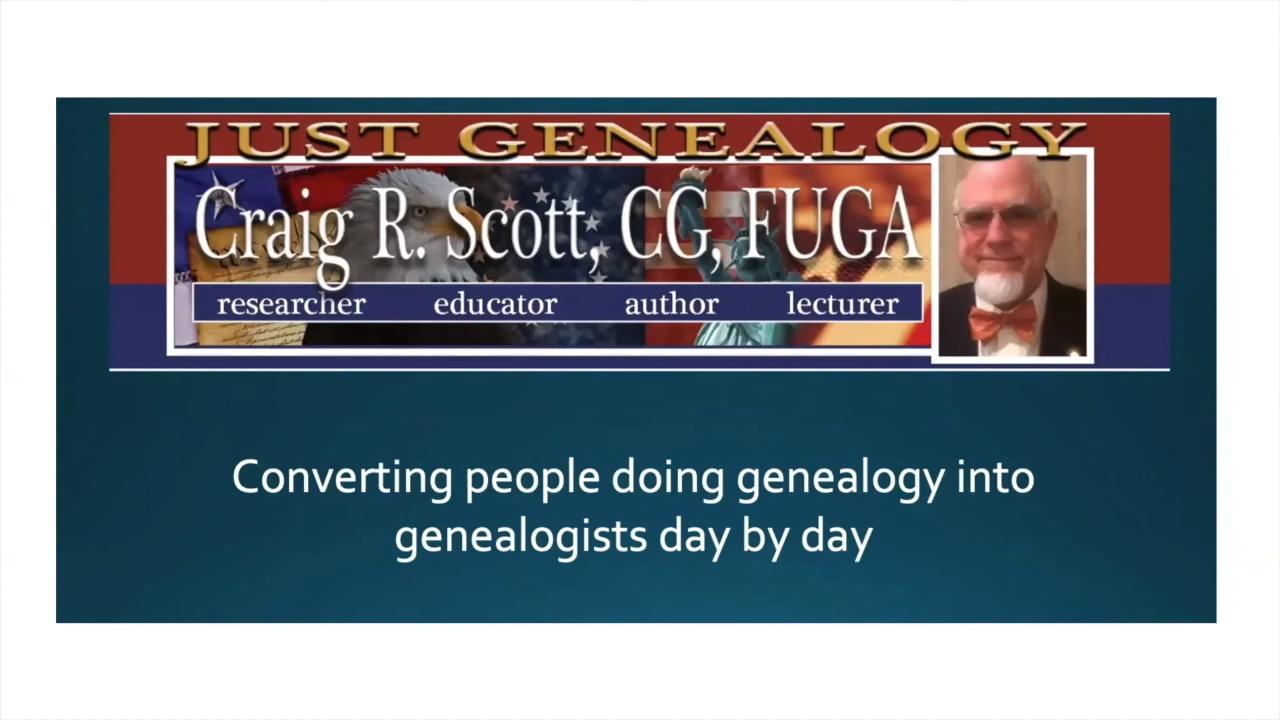 JUST GENEALOGY
Craig R. Scott, CG, FUGA
researcher educator author lecturer
Converting people doing genealogy into
genealogists day by day